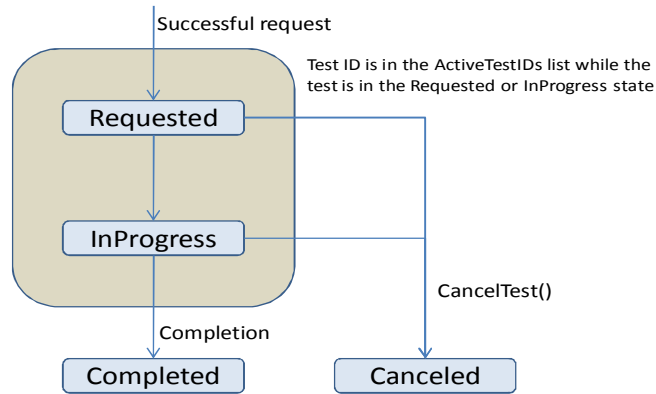 Successful request
Test ID is in the ActiveTestIDs list while the
test is in the Requested or InProgress state
Requested
InProgress
CancelTest()
Completion
Completed
Canceled